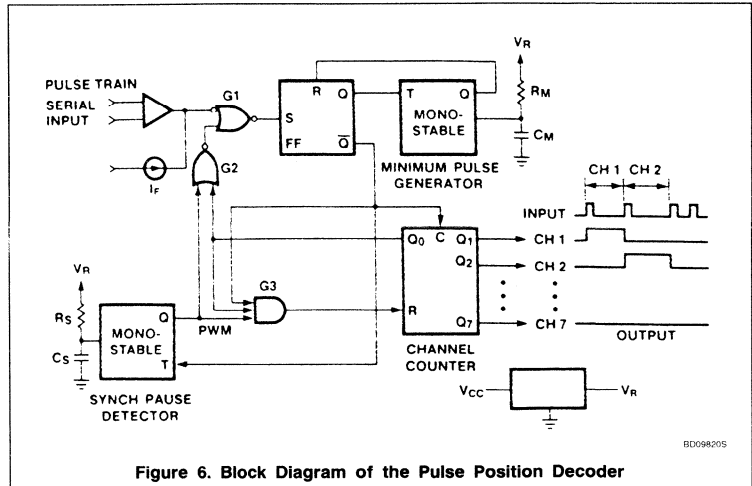 PULSE TRAIN
SERIAL
INPUT
G1
G2
IF
R Q
S
FF Q̅
T Q
MONO-
STABLE
MINIMUM PULSE
GENERATOR
VR
RM
CM
CH 1 CH 2
INPUT
CH 1
CH 2
CH 7
OUTPUT
Q0 C Q1
Q2
R
Q7
CHANNEL
COUNTER
G3
VR
RS
CS
MONO-
STABLE
Q
T
PWM
SYNCH PAUSE
DETECTOR
VCC VR
BD09820S
Figure 6. Block Diagram of the Pulse Position Decoder